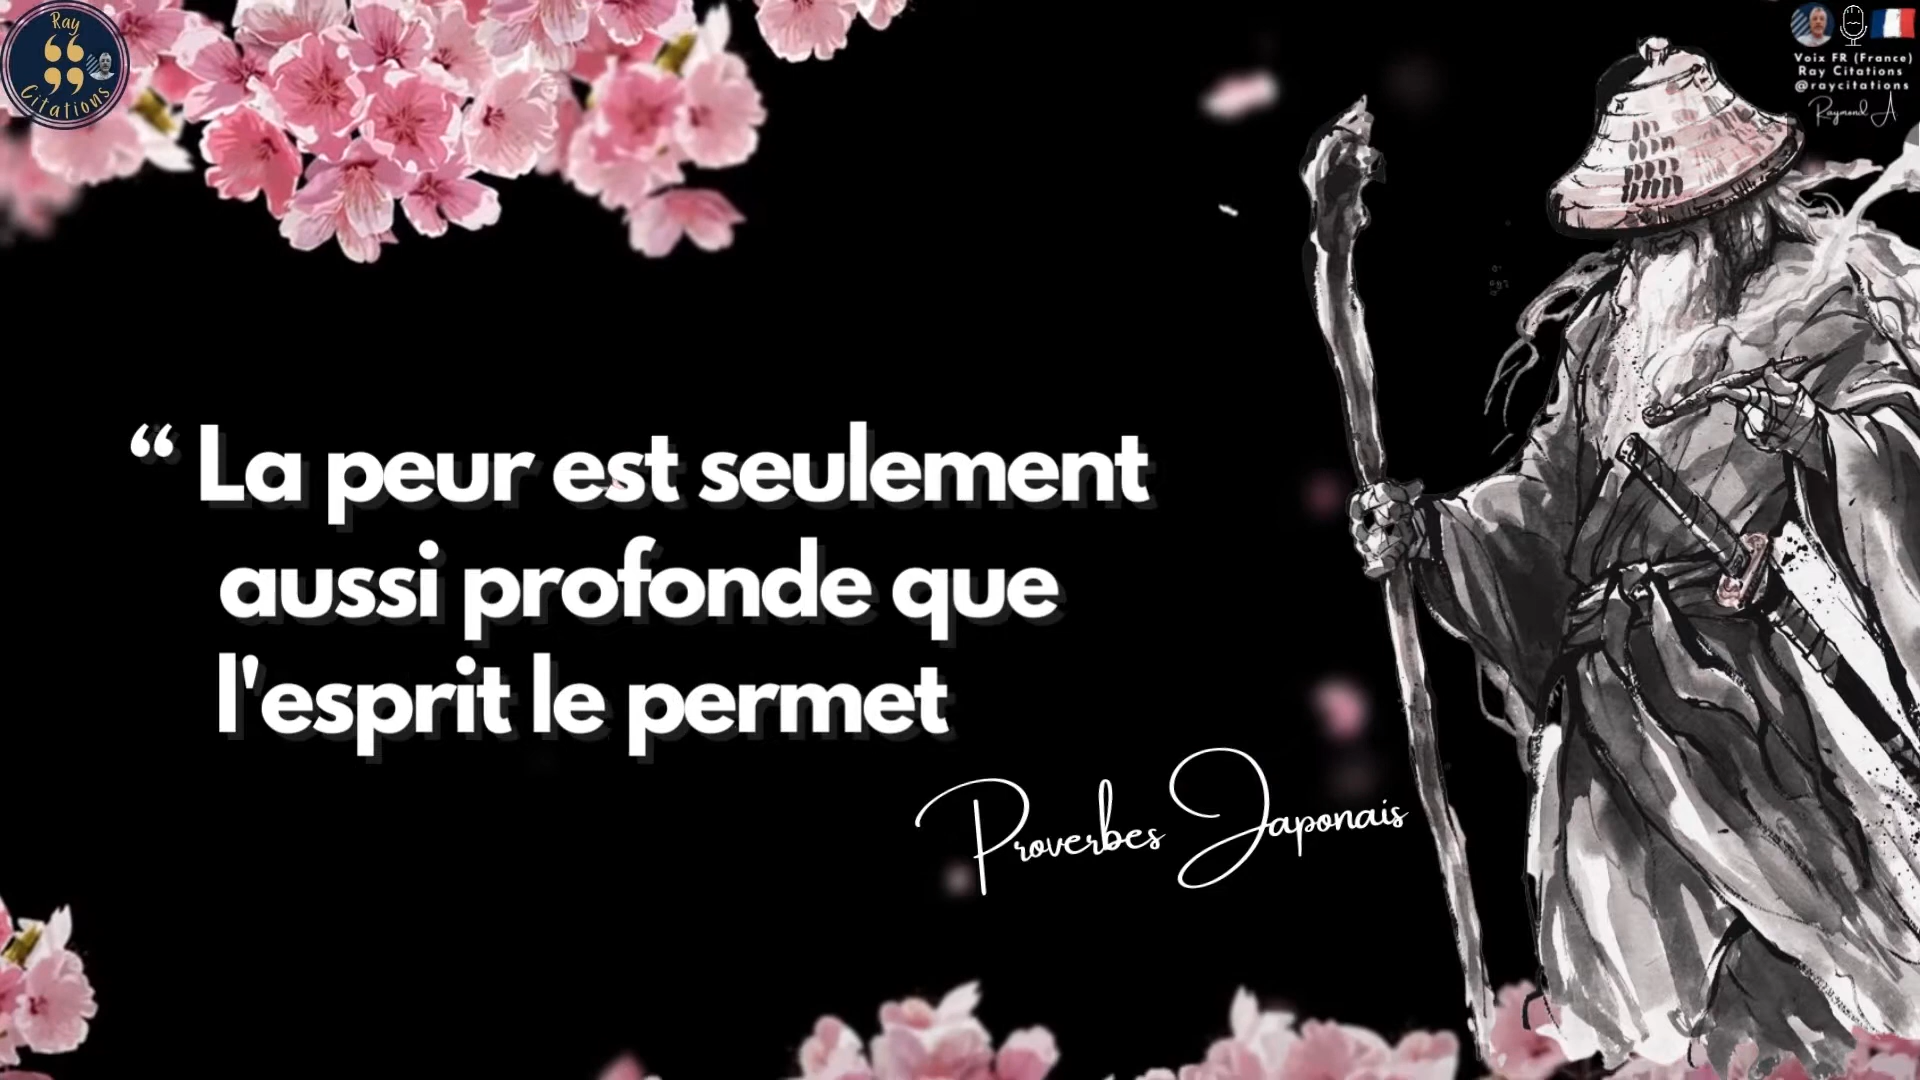 Ray
Citations
Voix FR (France)
Ray Citations
@raycitations
Raymond A
“ La peur est seulement
aussi profonde que
l'esprit le permet
Proverbes Japonais